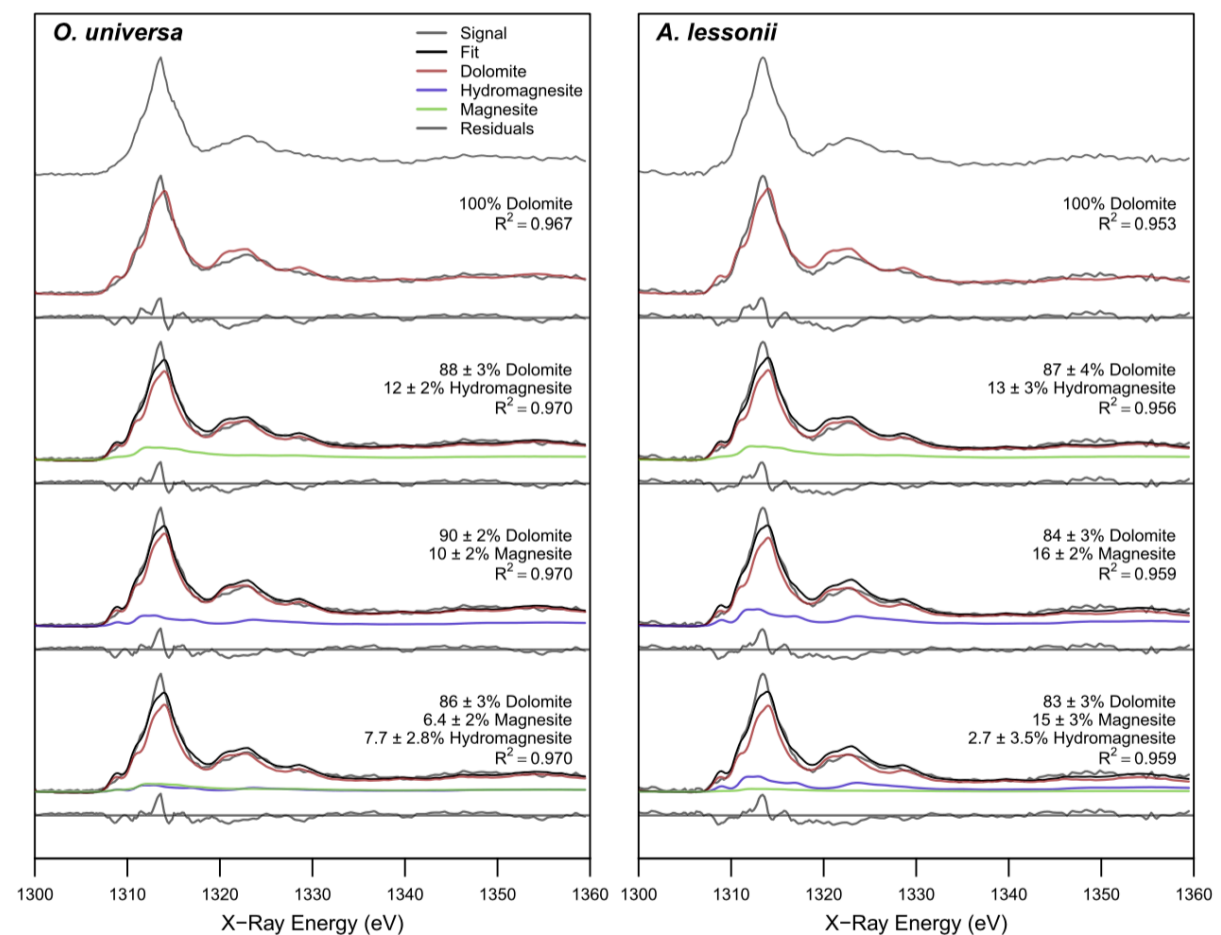 O. universa
Signal
Fit
Dolomite
Hydromagnesite
Magnesite
Residuals
100% Dolomite
R² = 0.967
88 ± 3% Dolomite
12 ± 2% Hydromagnesite
R² = 0.970
90 ± 2% Dolomite
10 ± 2% Magnesite
R² = 0.970
86 ± 3% Dolomite
6.4 ± 2% Magnesite
7.7 ± 2.8% Hydromagnesite
R² = 0.970
1300 1310 1320 1330 1340 1350 1360
X−Ray Energy (eV)
A. lessonii
100% Dolomite
R² = 0.953
87 ± 4% Dolomite
13 ± 3% Hydromagnesite
R² = 0.956
84 ± 3% Dolomite
16 ± 2% Magnesite
R² = 0.959
83 ± 3% Dolomite
15 ± 3% Magnesite
2.7 ± 3.5% Hydromagnesite
R² = 0.959
1300 1310 1320 1330 1340 1350 1360
X−Ray Energy (eV)